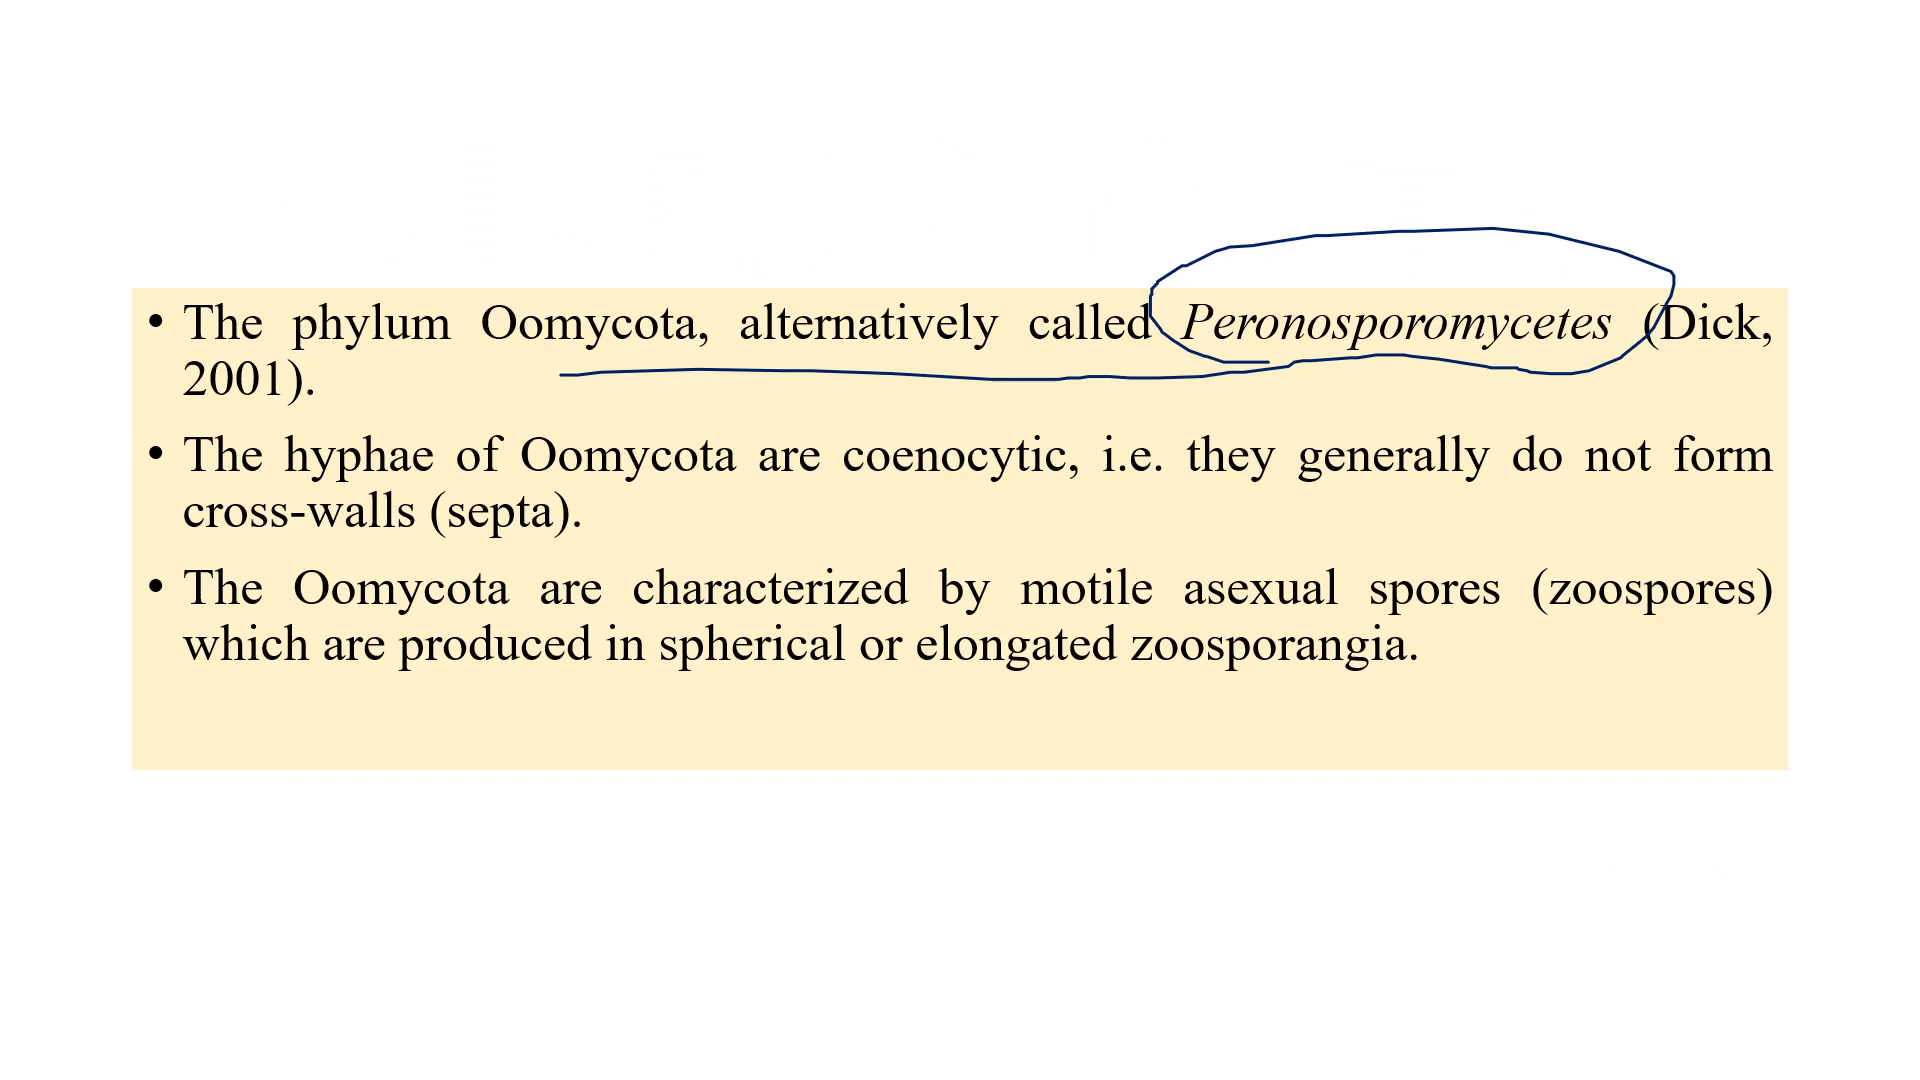 • The phylum Oomycota, alternatively called Peronosporomycetes (Dick,
2001).
• The hyphae of Oomycota are coenocytic, i.e. they generally do not form
cross-walls (septa).
• The Oomycota are characterized by motile asexual spores (zoospores)
which are produced in spherical or elongated zoosporangia.